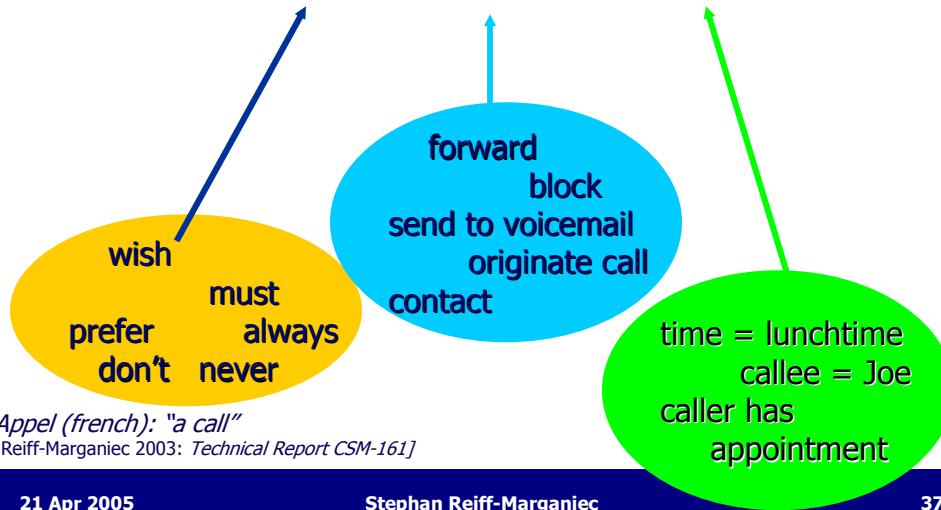 forward
block
send to voicemail
originate call
contact
wish
must
prefer always
don't never
time = lunchtime
callee = Joe
caller has
appointment
Appel (french): "a call"
Reiff-Marganiec 2003: Technical Report CSM-161]
21 Apr 2005 Stephan Reiff-Marganiec 37